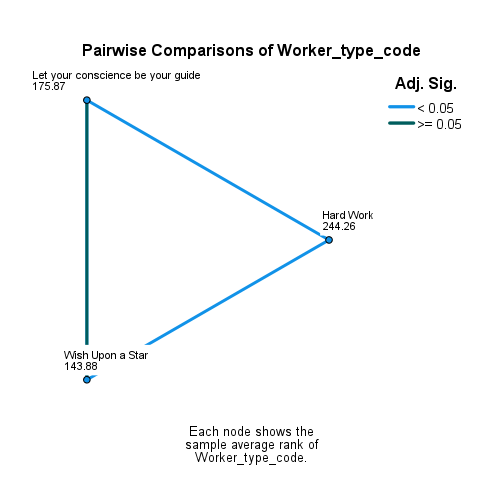 Pairwise Comparisons of Worker_type_code
Let your conscience be your guide
175.87
Adj. Sig.
< 0.05
>= 0.05
Hard Work
244.26
Wish Upon a Star
143.88
Each node shows the
sample average rank of
Worker_type_code.